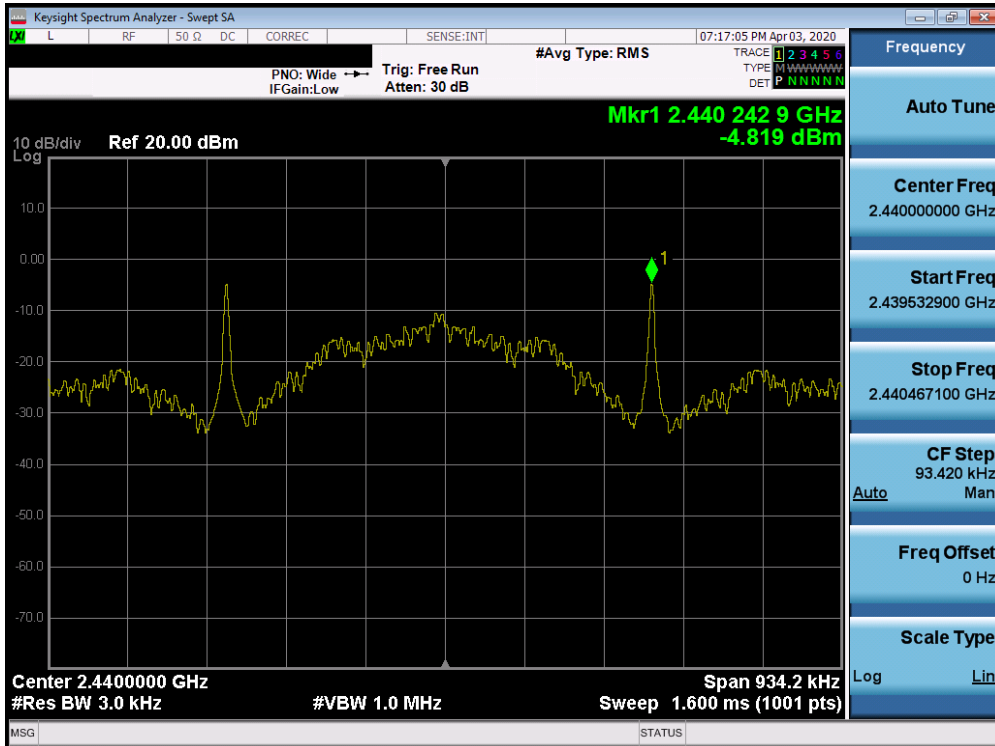 Keysight Spectrum Analyzer - Swept SA
LXI L RF 50 Ω DC CORREC SENSE:INT 07:17:05 PM Apr 03, 2020
PNO: Wide
IFGain:Low
Trig: Free Run
Atten: 30 dB
#Avg Type: RMS
TRACE 1 2 3 4 5 6
TYPE M W W W W W
DET P N N N N N
Mkr1 2.440 242 9 GHz
-4.819 dBm
10 dB/div Ref 20.00 dBm
Log
10.0
0.00
-10.0
-20.0
-30.0
-40.0
-50.0
-60.0
-70.0
1
Center 2.4400000 GHz Span 934.2 kHz
#Res BW 3.0 kHz #VBW 1.0 MHz Sweep 1.600 ms (1001 pts)
MSG STATUS
Frequency
Auto Tune
Center Freq
2.440000000 GHz
Start Freq
2.439532900 GHz
Stop Freq
2.440467100 GHz
CF Step
93.420 kHz
Auto Man
Freq Offset
0 Hz
Scale Type
Log Lin